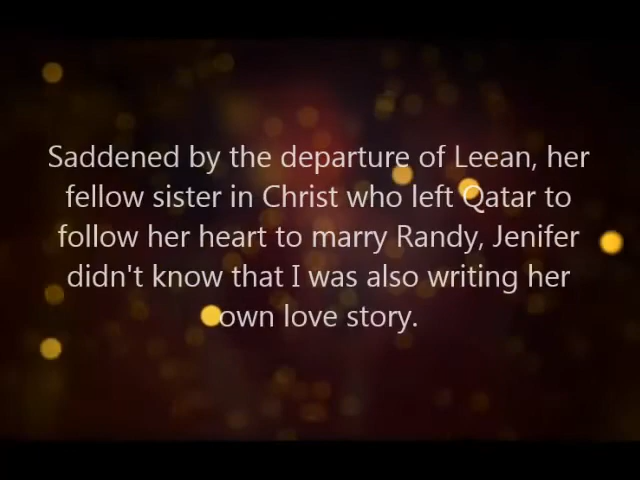 Saddened by the departure of Leean, her
fellow sister in Christ who left Qatar to
follow her heart to marry Randy, Jenifer
didn't know that I was also writing her
own love story.